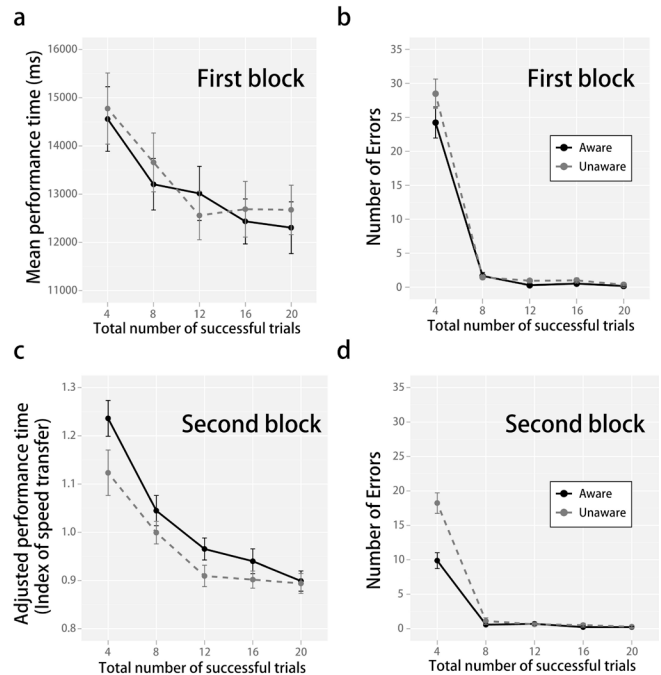 a
First block
Mean performance time (ms)
16000
15000
14000
13000
12000
11000
4 8 12 16 20
Total number of successful trials
b
First block
Number of Errors
35
30
25
20
15
10
5
0
Aware
Unaware
4 8 12 16 20
Total number of successful trials
c
Second block
Adjusted performance time
(Index of speed transfer)
1.3
1.2
1.1
1.0
0.9
0.8
4 8 12 16 20
Total number of successful trials
d
Second block
Number of Errors
35
30
25
20
15
10
5
0
Aware
Unaware
4 8 12 16 20
Total number of successful trials